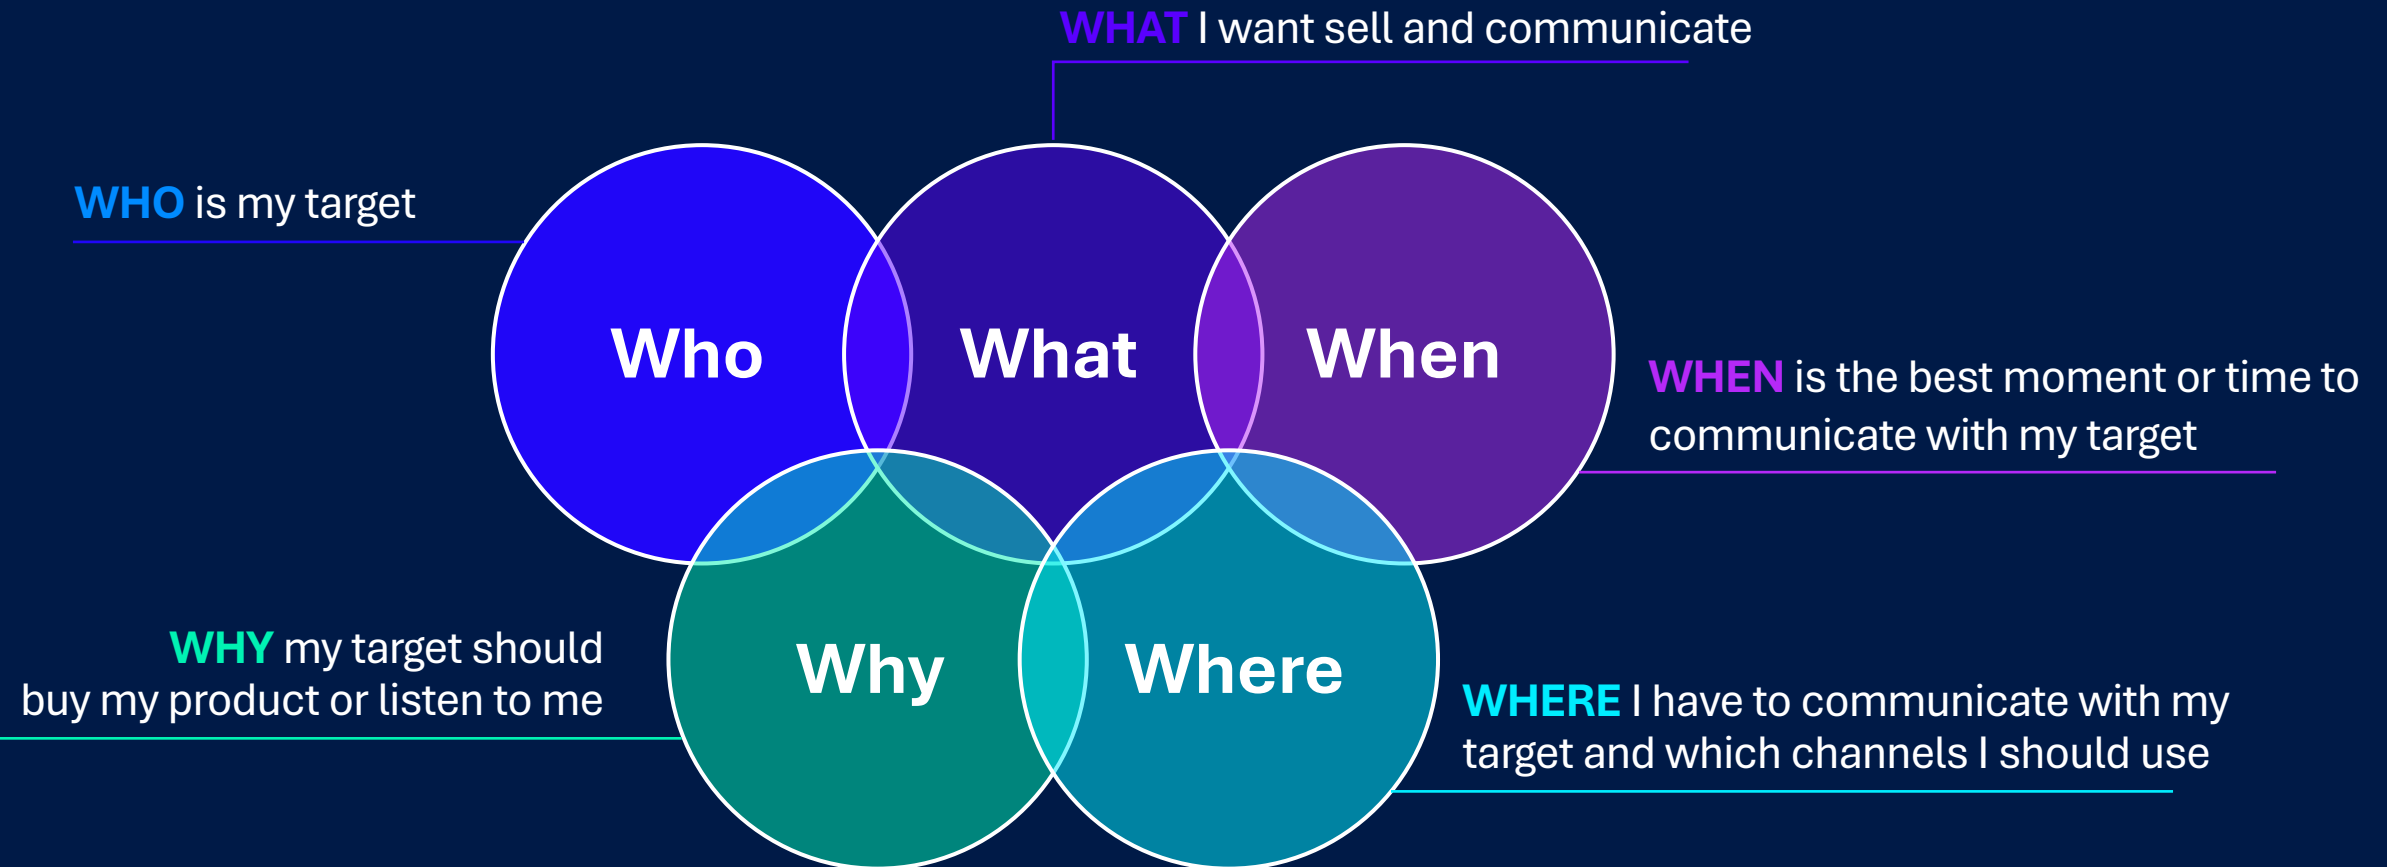 WHAT I want sell and communicate
WHO is my target
Who
What
When
WHEN is the best moment or time to
communicate with my target
WHY my target should
buy my product or listen to me
Why
Where
WHERE I have to communicate with my
target and which channels I should use